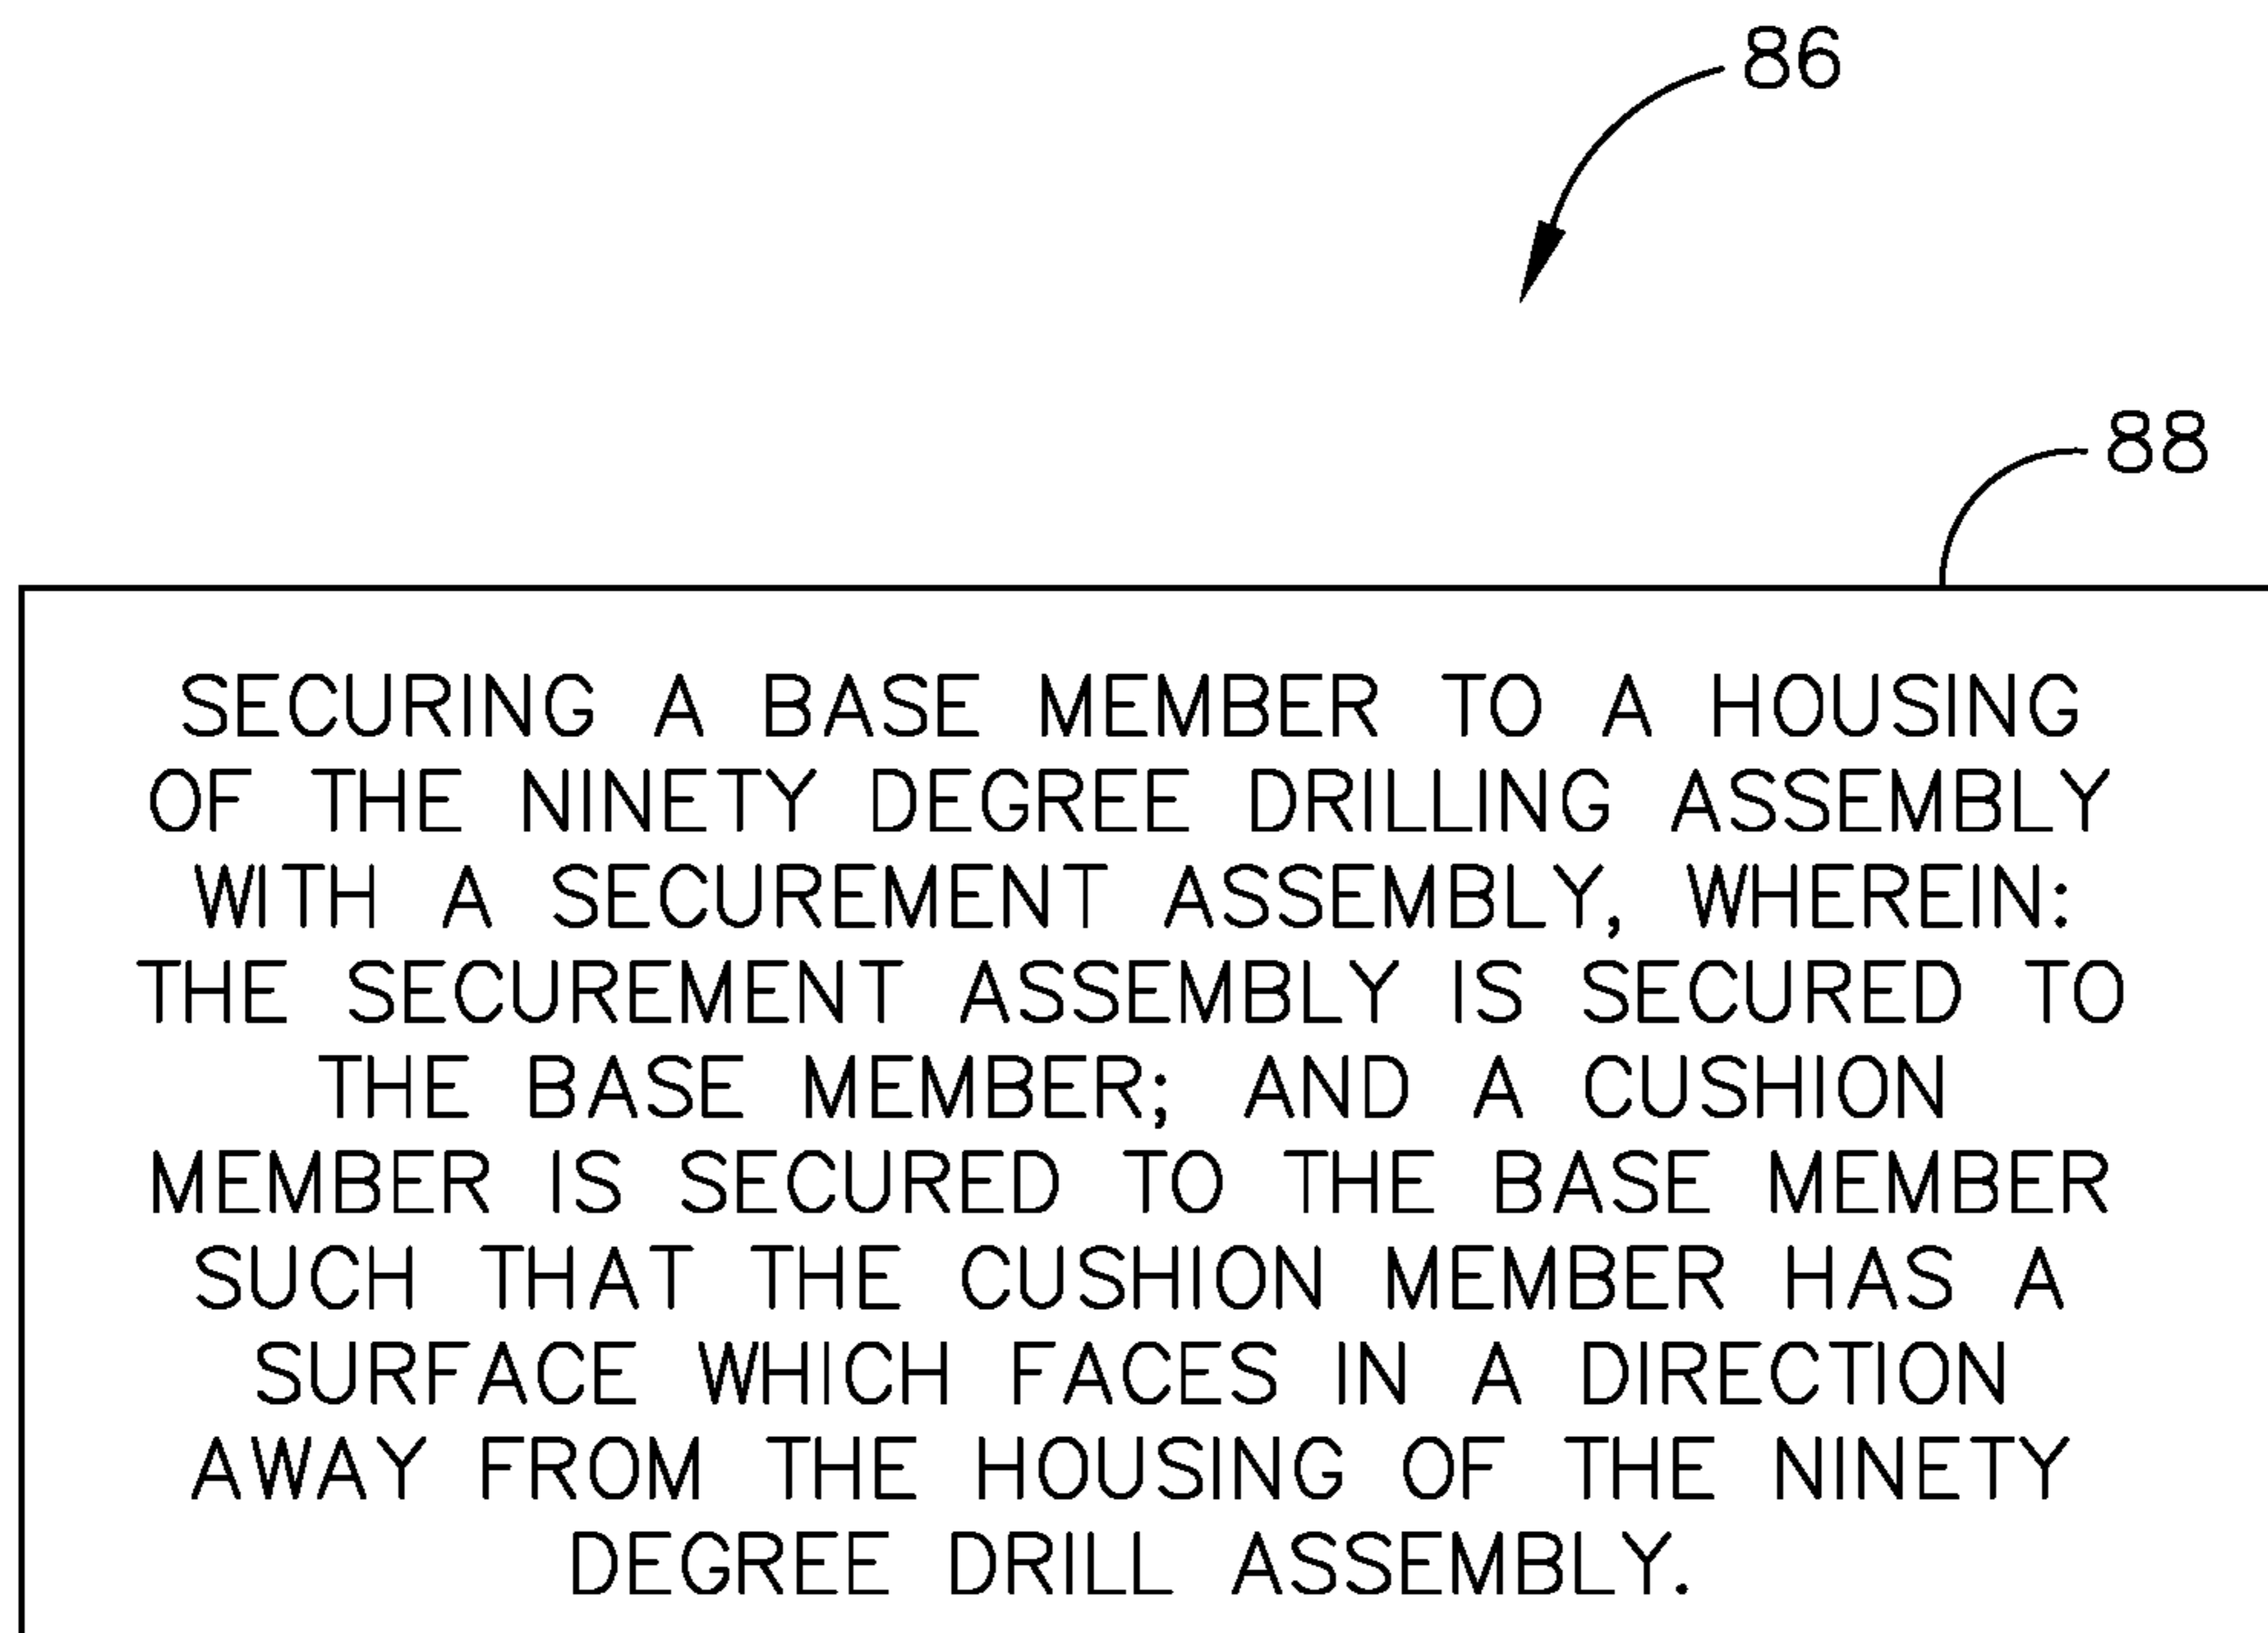 86
88
SECURING A BASE MEMBER TO A HOUSING
OF THE NINETY DEGREE DRILLING ASSEMBLY
WITH A SECUREMENT ASSEMBLY, WHEREIN:
THE SECUREMENT ASSEMBLY IS SECURED TO
THE BASE MEMBER; AND A CUSHION
MEMBER IS SECURED TO THE BASE MEMBER
SUCH THAT THE CUSHION MEMBER HAS A
SURFACE WHICH FACES IN A DIRECTION
AWAY FROM THE HOUSING OF THE NINETY
DEGREE DRILL ASSEMBLY.